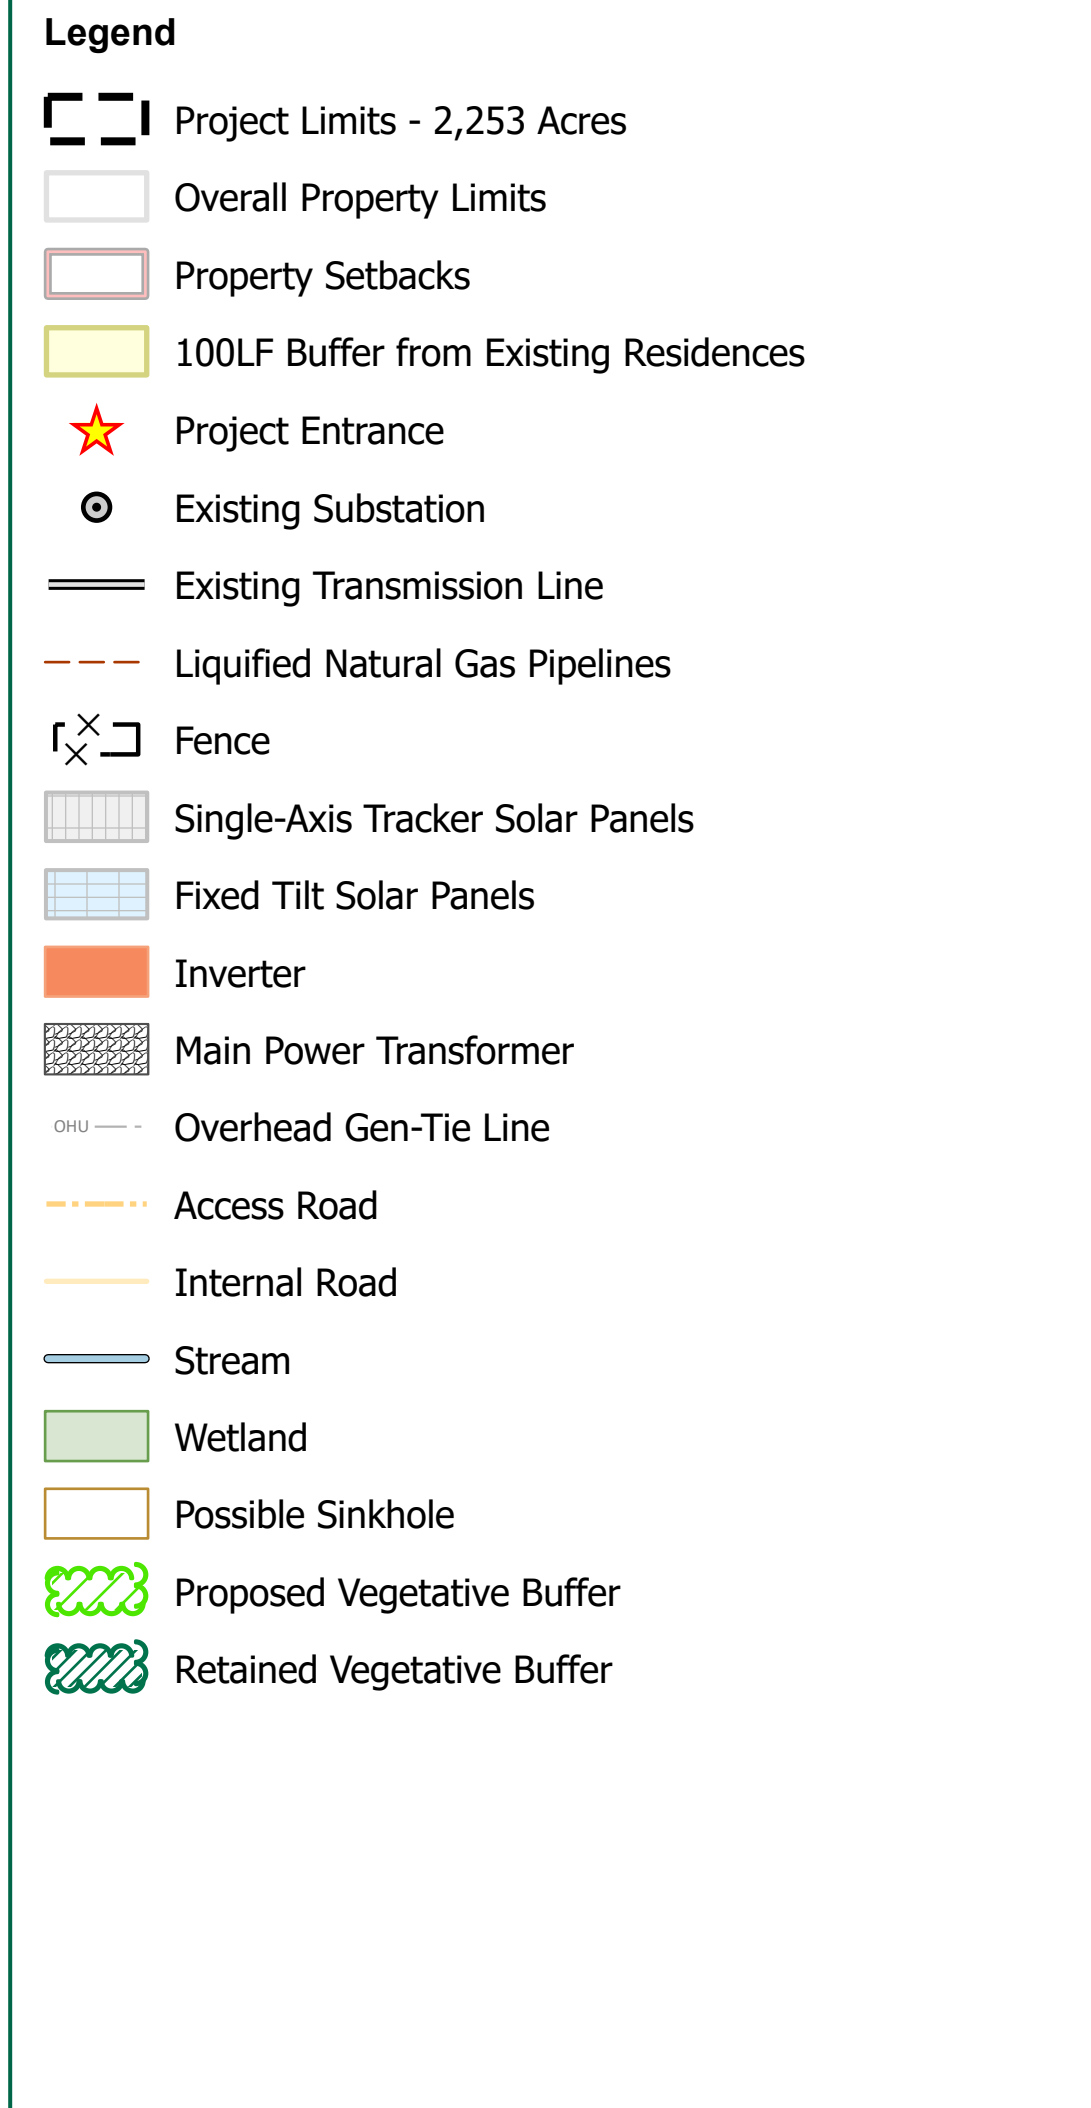 Legend
Project Limits - 2,253 Acres
Overall Property Limits
Property Setbacks
100LF Buffer from Existing Residences
Project Entrance
Existing Substation
Existing Transmission Line
Liquified Natural Gas Pipelines
Fence
Single-Axis Tracker Solar Panels
Fixed Tilt Solar Panels
Inverter
Main Power Transformer
OHU Overhead Gen-Tie Line
Access Road
Internal Road
Stream
Wetland
Possible Sinkhole
Proposed Vegetative Buffer
Retained Vegetative Buffer